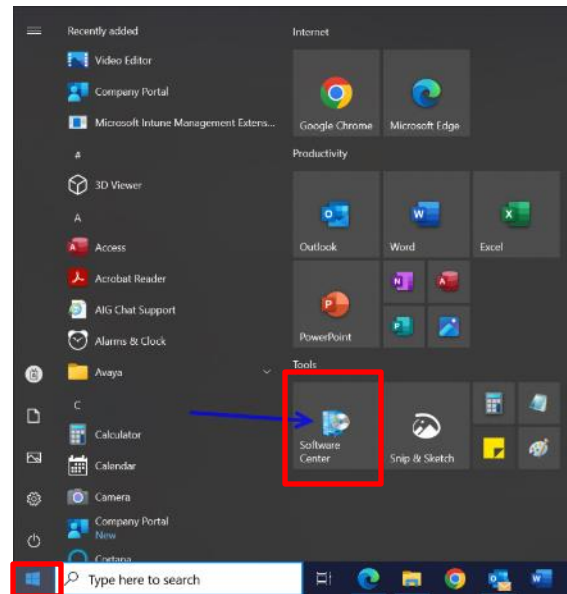 Recently added
Video Editor
Company Portal
Microsoft Intune Management Extens...
#
3D Viewer
A
Access
Acrobat Reader
AIG Chat Support
Alarms & Clock
Avaya
C
Calculator
Calendar
Camera
Company Portal
New
Cortana
Internet
Google Chrome
Microsoft Edge
Productivity
Outlook
Word
Excel
PowerPoint
Tools
Software
Center
Snip & Sketch
Type here to search